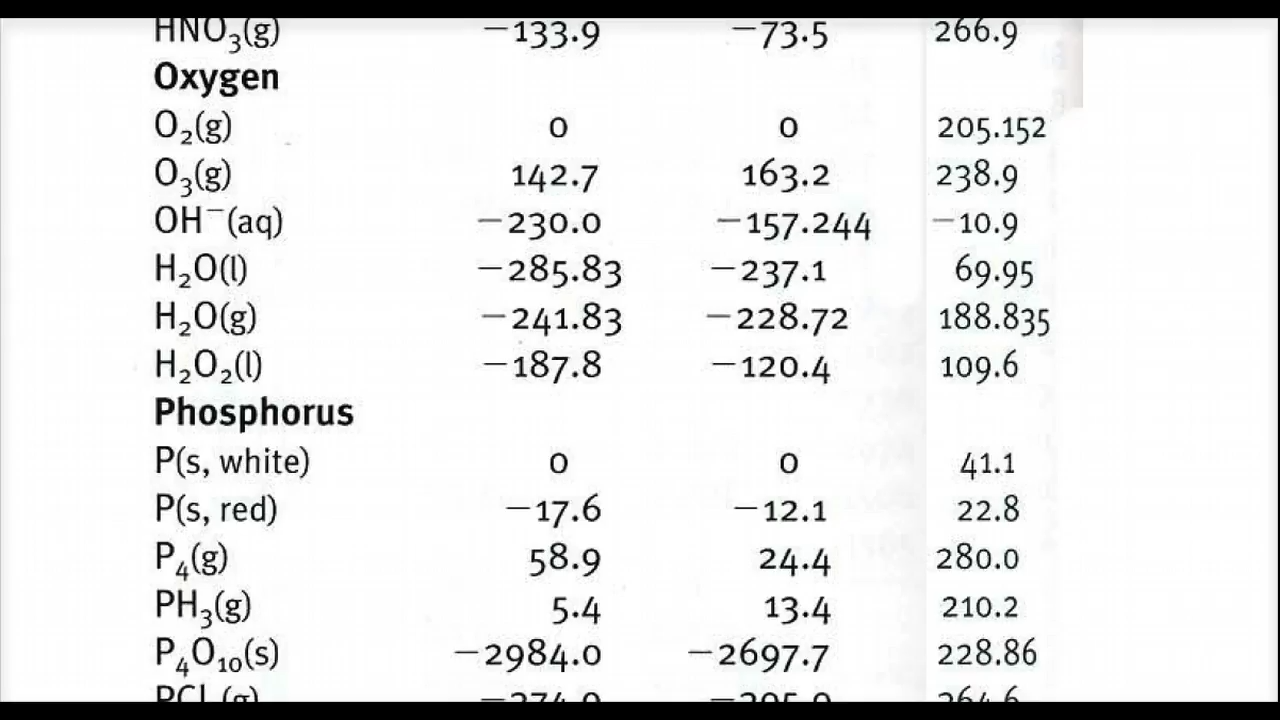 HNO₃(g) −133.9 −73.5 266.9
Oxygen
O₂(g) 0 0 205.152
O₃(g) 142.7 163.2 238.9
OH⁻(aq) −230.0 −157.244 −10.9
H₂O(l) −285.83 −237.1 69.95
H₂O(g) −241.83 −228.72 188.835
H₂O₂(l) −187.8 −120.4 109.6
Phosphorus
P(s, white) 0 0 41.1
P(s, red) −17.6 −12.1 22.8
P₄(g) 58.9 24.4 280.0
PH₃(g) 5.4 13.4 210.2
P₄O₁₀(s) −2984.0 −2697.7 228.86